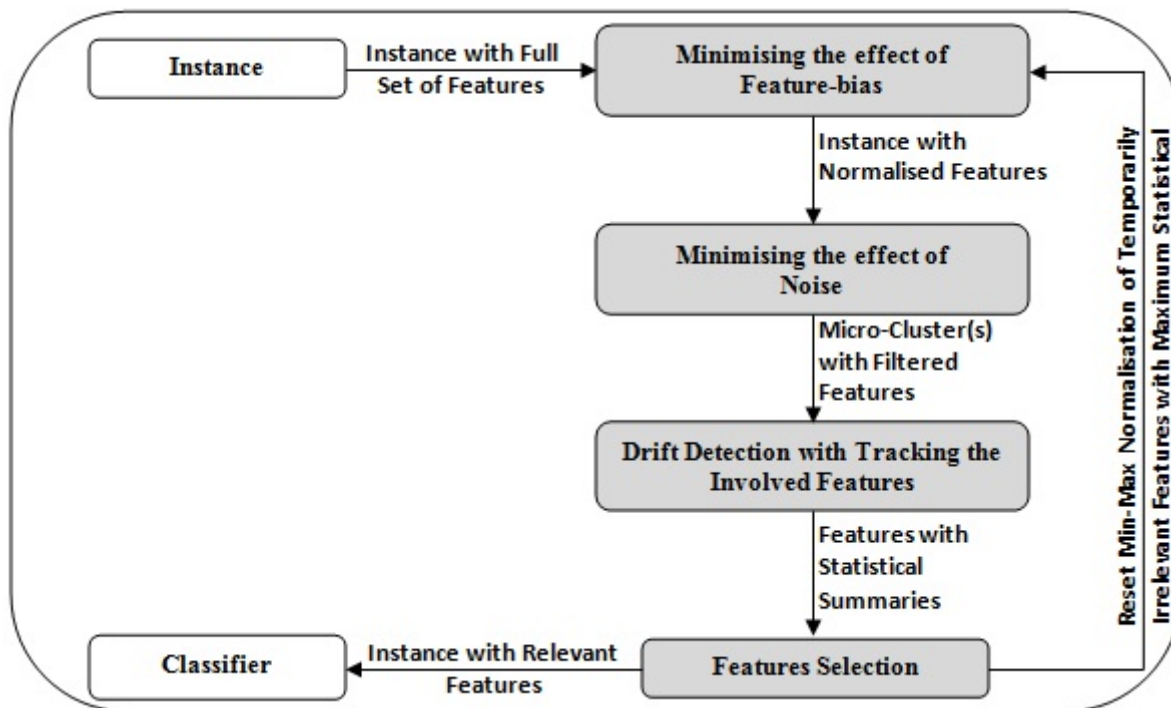 Instance
Instance with Full
Set of Features
Minimising the effect of
Feature-bias
Instance with
Normalised Features
Minimising the effect of
Noise
Micro-Cluster(s)
with Filtered
Features
Drift Detection with Tracking the
Involved Features
Features with
Statistical
Summaries
Features Selection
Instance with Relevant
Features
Classifier
Reset Min-Max Normalisation of Temporarily
Irrelevant Features with Maximum Statistical